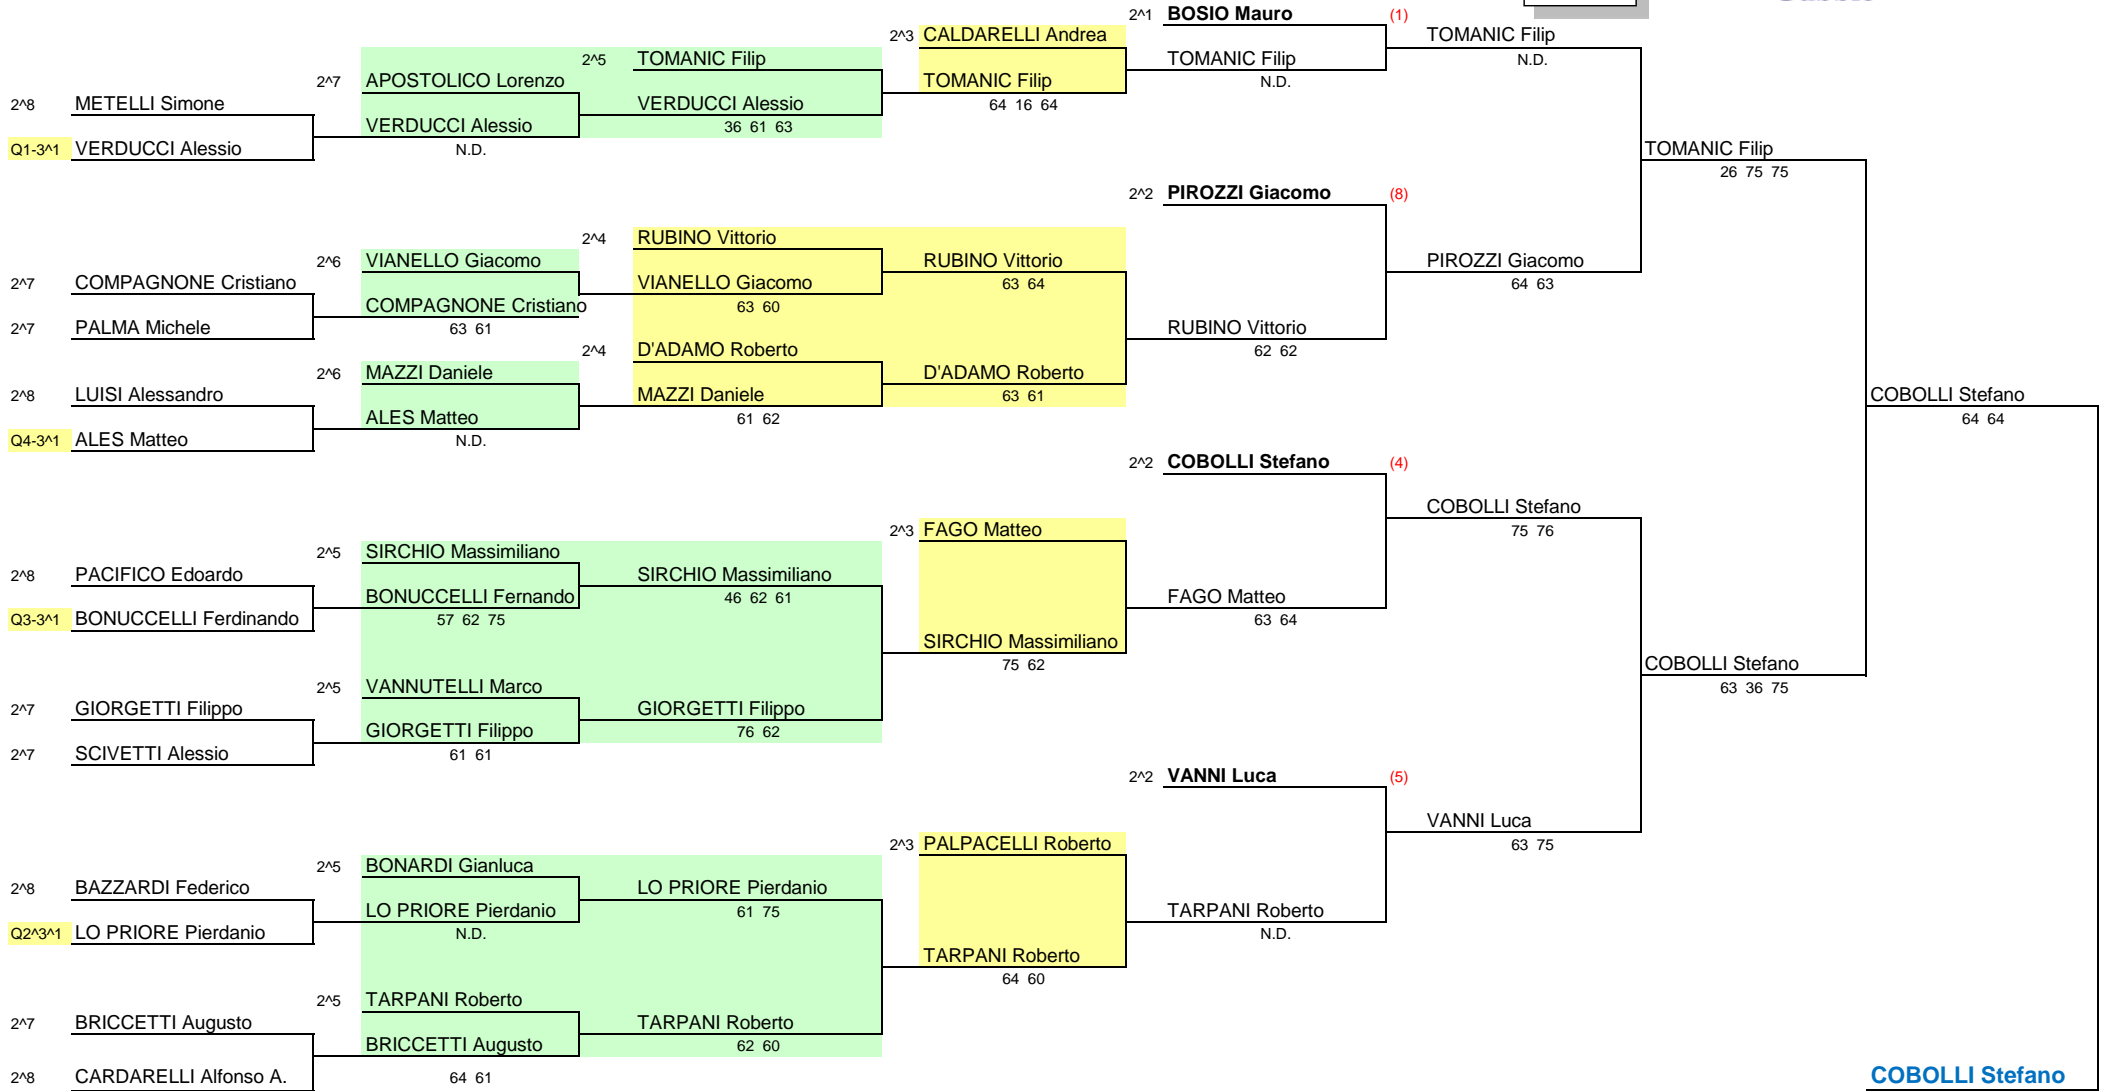 2^1 BOSIO Mauro (1)
2^3 CALDARELLI Andrea TOMANIC Filip
2^5 TOMANIC Filip TOMANIC Filip N.D.
2^7 APOSTOLICO Lorenzo TOMANIC Filip N.D.
2^8 METELLI Simone VERDUCCI Alessio 64 16 64
VERDUCCI Alessio 36 61 63
Q1-3^1 VERDUCCI Alessio N.D. TOMANIC Filip
26 75 75
2^2 PIROZZI Giacomo (8)
2^4 RUBINO Vittorio
2^6 VIANELLO Giacomo RUBINO Vittorio PIROZZI Giacomo
2^7 COMPAGNONE Cristiano VIANELLO Giacomo 63 64 64 63
COMPAGNONE Cristiano 63 60
2^7 PALMA Michele 63 61 RUBINO Vittorio
2^4 D'ADAMO Roberto 62 62
2^6 MAZZI Daniele D'ADAMO Roberto
2^8 LUISI Alessandro MAZZI Daniele 63 61 COBOLLI Stefano
ALES Matteo 61 62 64 64
Q4-3^1 ALES Matteo N.D.
2^2 COBOLLI Stefano (4)
COBOLLI Stefano
2^3 FAGO Matteo 75 76
2^5 SIRCHIO Massimiliano
2^8 PACIFICO Edoardo SIRCHIO Massimiliano
BONUCCELLI Fernando 46 62 61 FAGO Matteo
Q3-3^1 BONUCCELLI Ferdinando 57 62 75 63 64
SIRCHIO Massimiliano
75 62 COBOLLI Stefano
2^5 VANNUTELLI Marco 63 36 75
2^7 GIORGETTI Filippo GIORGETTI Filippo
GIORGETTI Filippo 76 62
2^7 SCIVETTI Alessio 61 61
2^2 VANNI Luca (5)
VANNI Luca
2^3 PALPACELLI Roberto 63 75
2^5 BONARDI Gianluca
2^8 BAZZARDI Federico LO PRIORE Pierdanio
LO PRIORE Pierdanio 61 75 TARPANI Roberto
Q2^3^1 LO PRIORE Pierdanio N.D. N.D.
TARPANI Roberto
64 60
2^5 TARPANI Roberto
2^7 BRICCETTI Augusto TARPANI Roberto
BRICCETTI Augusto 62 60
2^8 CARDARELLI Alfonso A. 64 61 COBOLLI Stefano